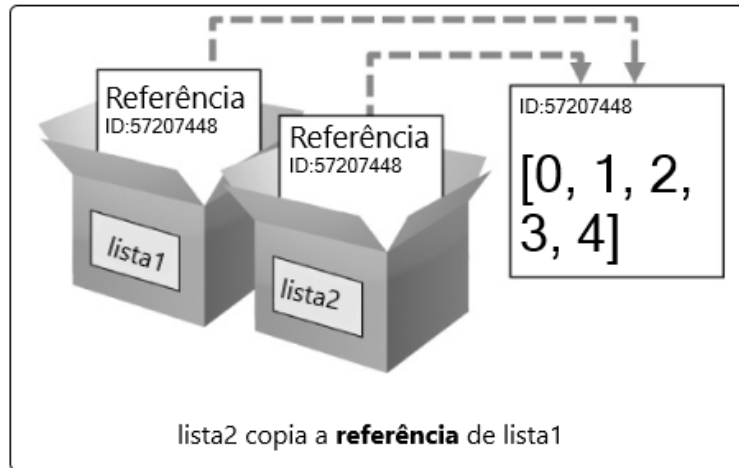 Referência
ID:57207448
Referência
ID:57207448
ID:57207448
[0, 1, 2,
3, 4]
lista1
lista2
lista2 copia a referência de lista1